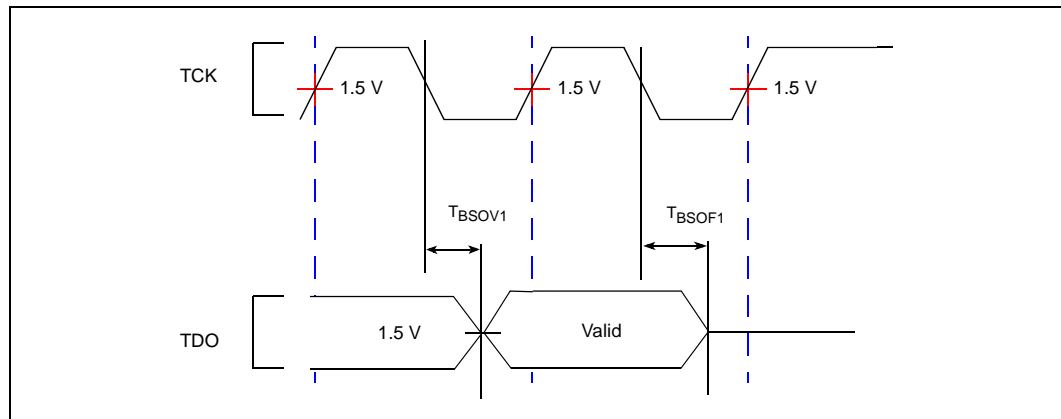 TCK
1.5 V
1.5 V
1.5 V
TBSOV1
TBSOF1
TDO
1.5 V
Valid